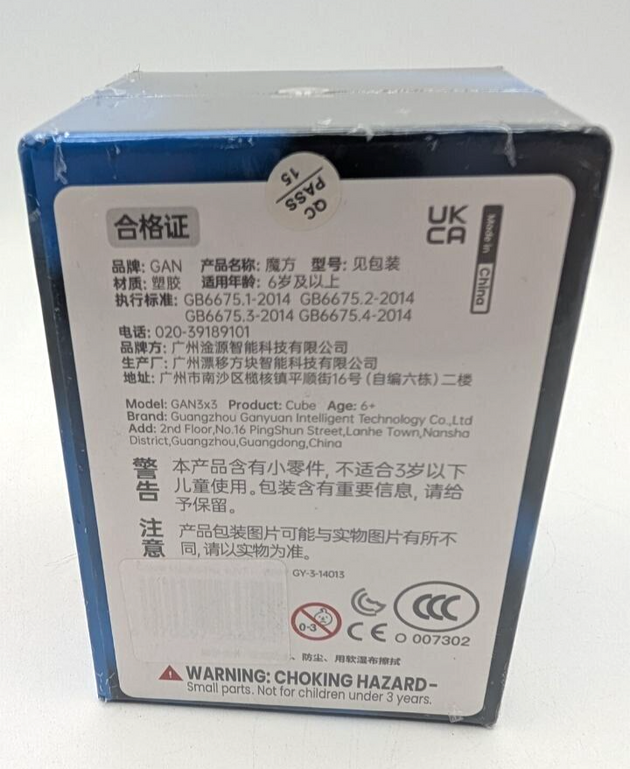 QC
PASS
15
合格证
UK
CA
Made in China
品牌: GAN 产品名称: 魔方 型号: 见包装
材质: 塑胶 适用年龄: 6岁及以上
执行标准: GB6675.1-2014 GB6675.2-2014
GB6675.3-2014 GB6675.4-2014
电话: 020-39189101
品牌方: 广州淦源智能科技有限公司
生产厂: 广州漂移方块智能科技有限公司
地址: 广州市南沙区榄核镇平顺街16号 (自编六栋) 二楼
Model: GAN3x3 Product: Cube Age: 6+
Brand: Guangzhou Ganyuan Intelligent Technology Co.,Ltd
Add: 2nd Floor,No.16 PingShun Street,Lanhe Town,Nansha
District,Guangzhou,Guangdong,China
警告 本产品含有小零件, 不适合3岁以下
儿童使用。包装含有重要信息, 请给
予保留。
注意 产品包装图片可能与实物图片有所不
同, 请以实物为准。
GY-3-14013
0-3
CE
CCC
007302
、防尘、用软湿布擦拭
WARNING: CHOKING HAZARD-
Small parts. Not for children under 3 years.